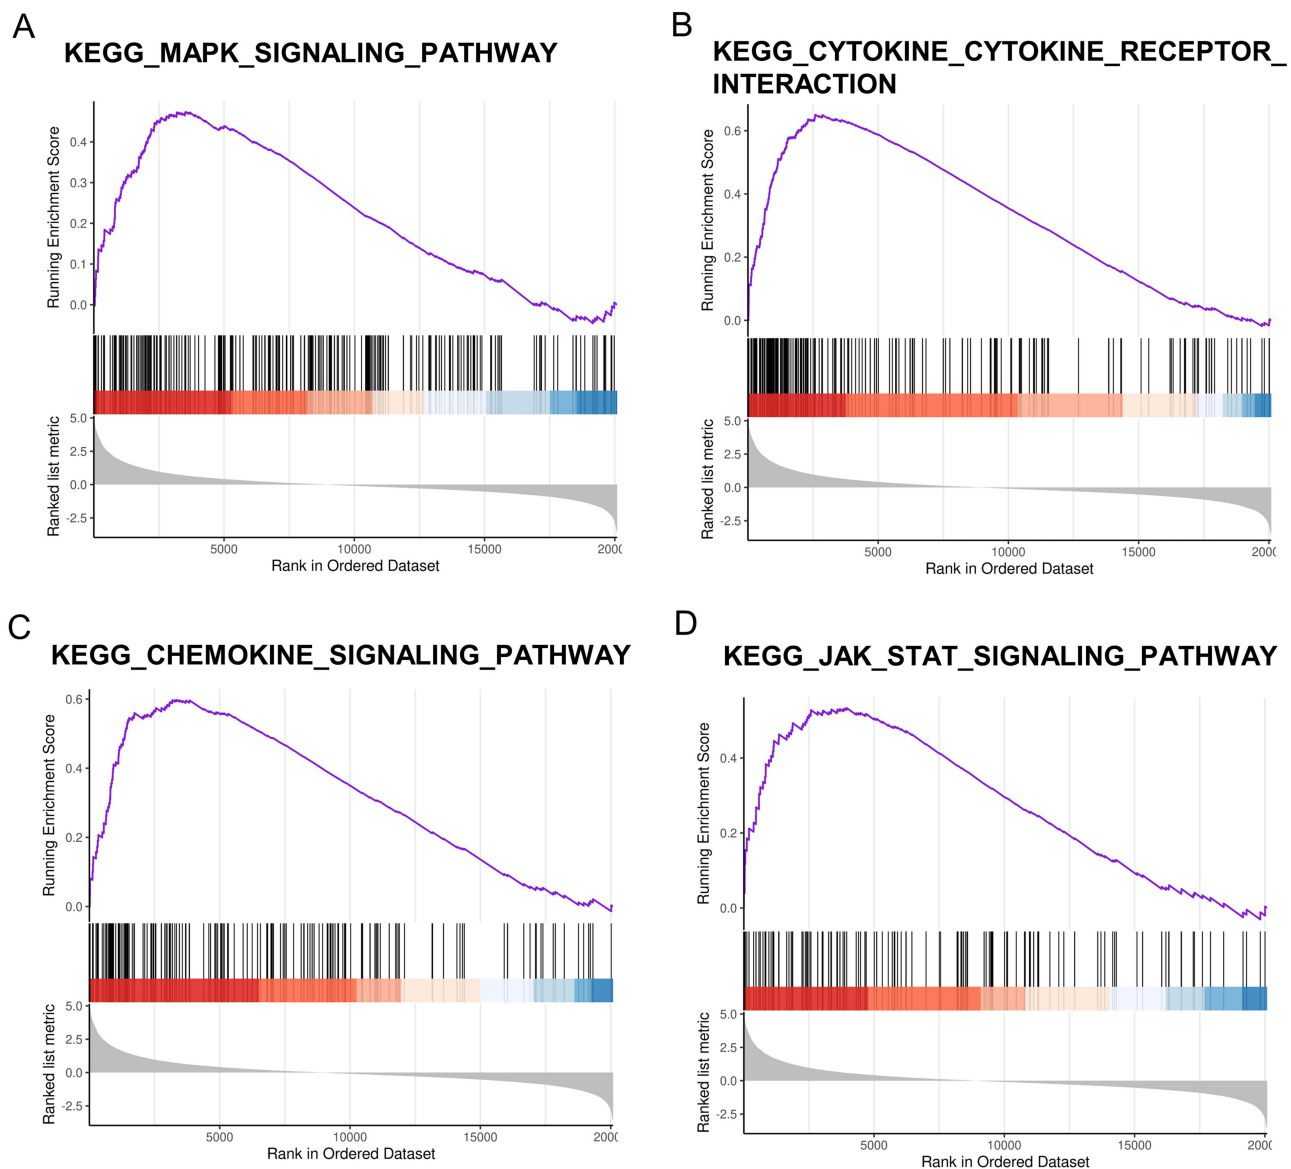 A
KEGG_MAPK_SIGNALING_PATHWAY
Running Enrichment Score
0.4
0.3
0.2
0.1
0.0
Ranked list metric
5.0
2.5
0.0
-2.5
5000 10000 15000 2000
Rank in Ordered Dataset
B
KEGG_CYTOKINE_CYTOKINE_RECEPTOR_
INTERACTION
Running Enrichment Score
0.6
0.4
0.2
0.0
Ranked list metric
5.0
2.5
0.0
-2.5
5000 10000 15000 2000
Rank in Ordered Dataset
C
KEGG_CHEMOKINE_SIGNALING_PATHWAY
Running Enrichment Score
0.6
0.4
0.2
0.0
Ranked list metric
5.0
2.5
0.0
-2.5
5000 10000 15000 2000
Rank in Ordered Dataset
D
KEGG_JAK_STAT_SIGNALING_PATHWAY
Running Enrichment Score
0.4
0.2
0.0
Ranked list metric
5.0
2.5
0.0
-2.5
5000 10000 15000 2000
Rank in Ordered Dataset